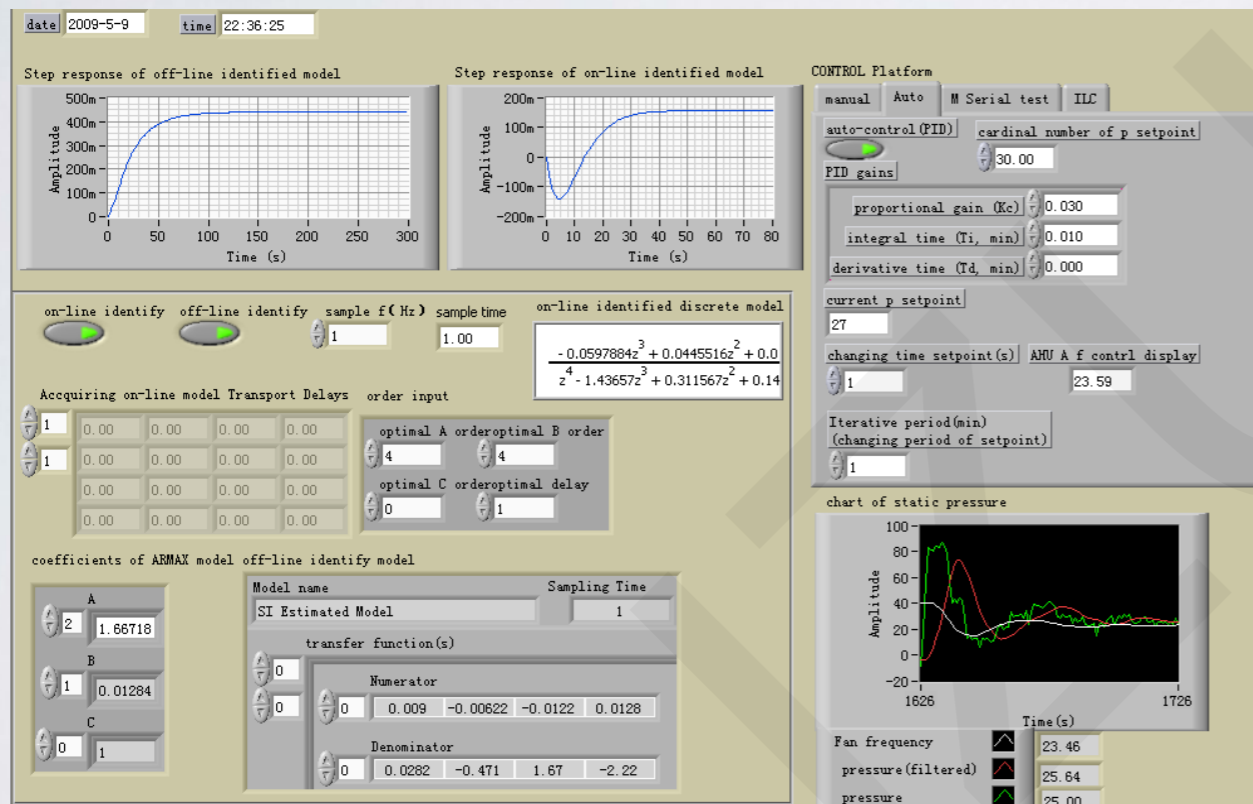 date 2009-5-9 time 22:36:25
Step response of off-line identified model
500m
400m
300m
200m
100m
0
Amplitude
0 50 100 150 200 250 300
Time (s)
Step response of on-line identified model
200m
100m
0
-100m
-200m
Amplitude
0 10 20 30 40 50 60 70 80
Time (s)
CONTROL Platform
manual Auto M Serial test ILC
auto-control(PID) cardinal number of p setpoint
30.00
PID gains
proportional gain (Kc) 0.030
integral time (Ti, min) 0.010
derivative time (Td, min) 0.000
current p setpoint
27
changing time setpoint(s) AHU A f contrl display
1 23.59
Iterative period(min)
(changing period of setpoint)
1
on-line identify off-line identify sample f(Hz) sample time
1 1.00
on-line identified discrete model
- 0.0597884z^3 + 0.0445516z^2 + 0.0
z^4 - 1.43657z^3 + 0.311567z^2 + 0.14
Accquiring on-line model Transport Delays
1 0.00 0.00 0.00 0.00
1 0.00 0.00 0.00 0.00
0.00 0.00 0.00 0.00
0.00 0.00 0.00 0.00
order input
optimal A orderoptimal B order
4 4
optimal C orderoptimal delay
0 1
coefficients of ARMAX model off-line identify model
A
2 1.66718
B
1 0.01284
C
0 1
Model name Sampling Time
SI Estimated Model 1
transfer function(s)
0
0
Numerator
0 0.009 -0.00622 -0.0122 0.0128
Denominator
0 0.0282 -0.471 1.67 -2.22
chart of static pressure
100
80
60
40
20
0
-20
Amplitude
1626 1726
Time(s)
Fan frequency 23.46
pressure(filtered) 25.64
pressure 25.00